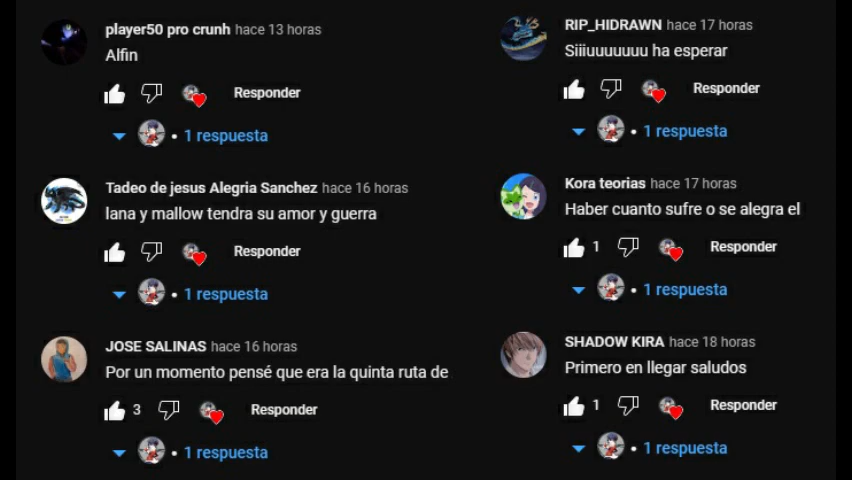 player50 pro crunh hace 13 horas
Alfin
Responder
1 respuesta
Tadeo de jesus Alegria Sanchez hace 16 horas
lana y mallow tendra su amor y guerra
Responder
1 respuesta
JOSE SALINAS hace 16 horas
Por un momento pensé que era la quinta ruta de
3 Responder
1 respuesta
RIP_HIDRAWN hace 17 horas
Siiiuuuuuuu ha esperar
Responder
1 respuesta
Kora teorias hace 17 horas
Haber cuanto sufre o se alegra el
1 Responder
1 respuesta
SHADOW KIRA hace 18 horas
Primero en llegar saludos
1 Responder
1 respuesta